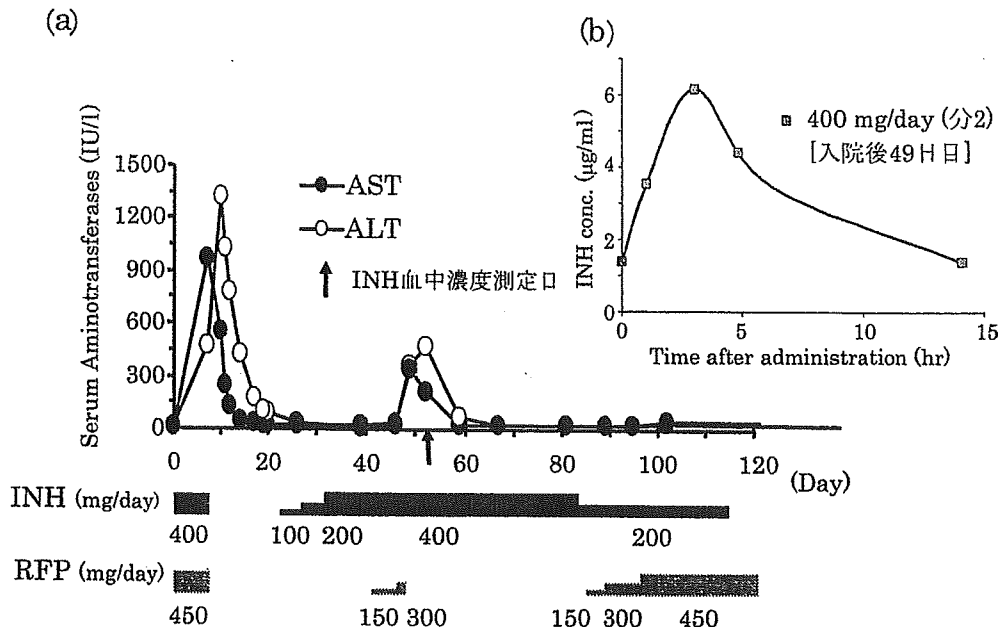 (a)
Serum Aminotransferases (IU/l)
1500
1200
900
600
300
0
AST
ALT
INH血中濃度測定日
0 20 40 60 80 100 120
(Day)
INH (mg/day)
400 100 200 400 200
RFP (mg/day)
450 150 300 150 300 450
(b)
INH conc. (μg/ml)
6
4
2
0
400 mg/day (分2)
[入院後49日目]
0 5 10 15
Time after administration (hr)